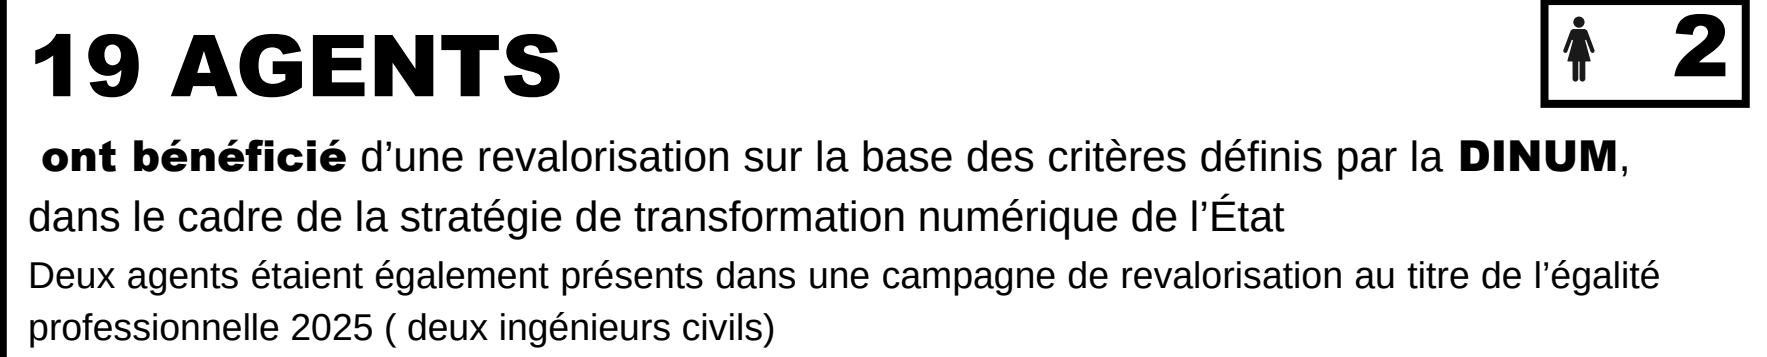 19 AGENTS
2
ont bénéficié d’une revalorisation sur la base des critères définis par la DINUM,
dans le cadre de la stratégie de transformation numérique de l’État
Deux agents étaient également présents dans une campagne de revalorisation au titre de l’égalité
professionnelle 2025 ( deux ingénieurs civils)